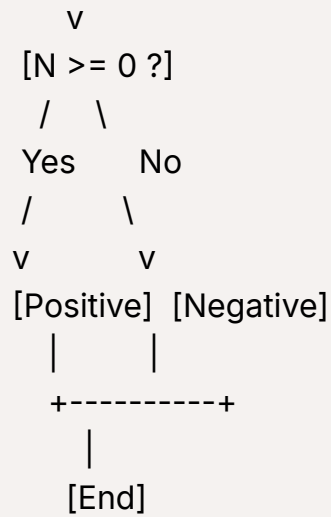 v
[N >= 0 ?]
/ \
Yes No
/ \
v v
[Positive] [Negative]
| |
+----------+
|
[End]